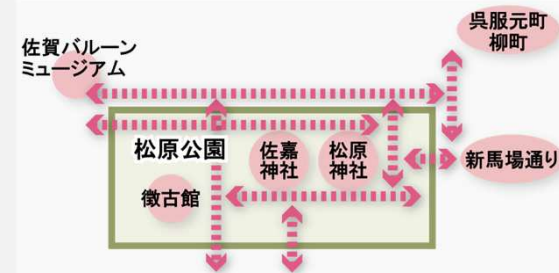 呉服元町
柳町
佐賀バルーン
ミュージアム
松原公園
佐嘉
神社
松原
神社
新馬場通り
徴古館